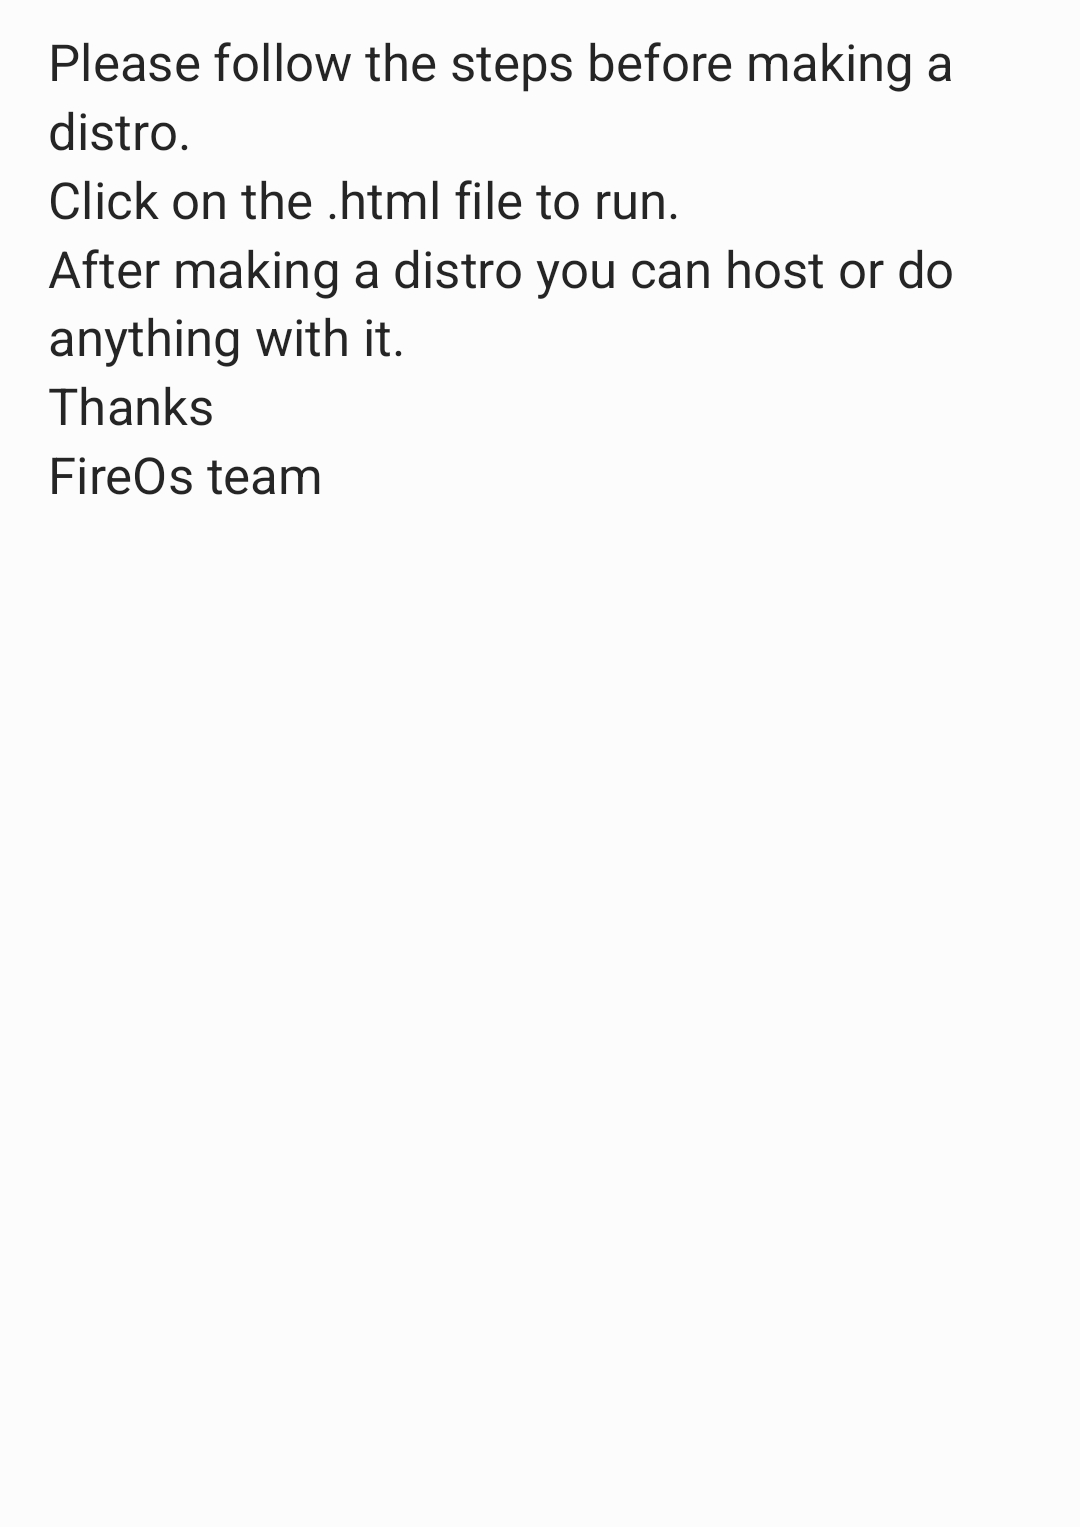 Please follow the steps before making a
distro.
Click on the .html file to run.
After making a distro you can host or do
anything with it.
Thanks
FireOs team